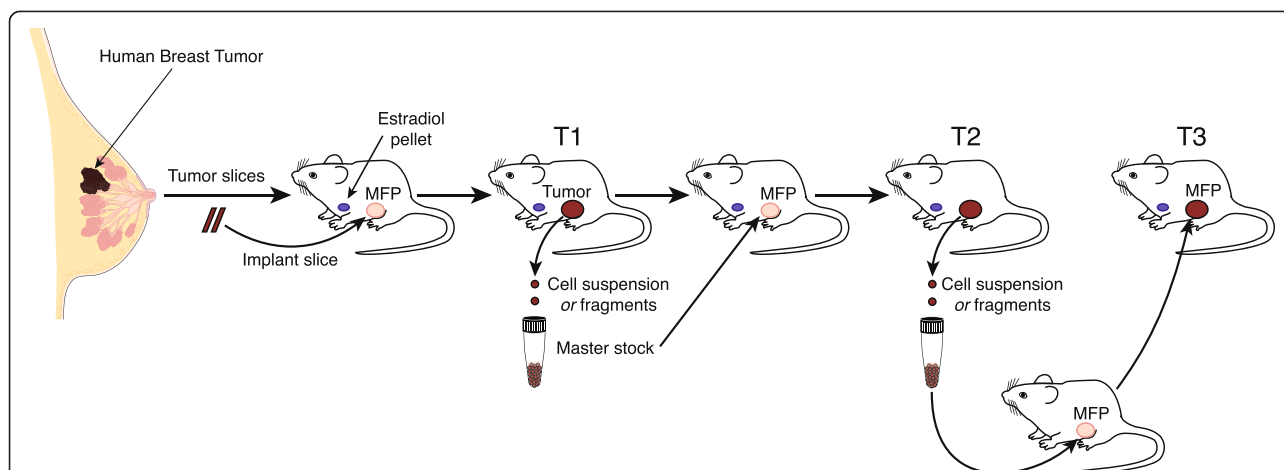 Human Breast Tumor
Tumor slices
Implant slice
Estradiol
pellet
MFP
T1
Tumor
Cell suspension
or fragments
Master stock
MFP
T2
Cell suspension
or fragments
MFP
T3
MFP